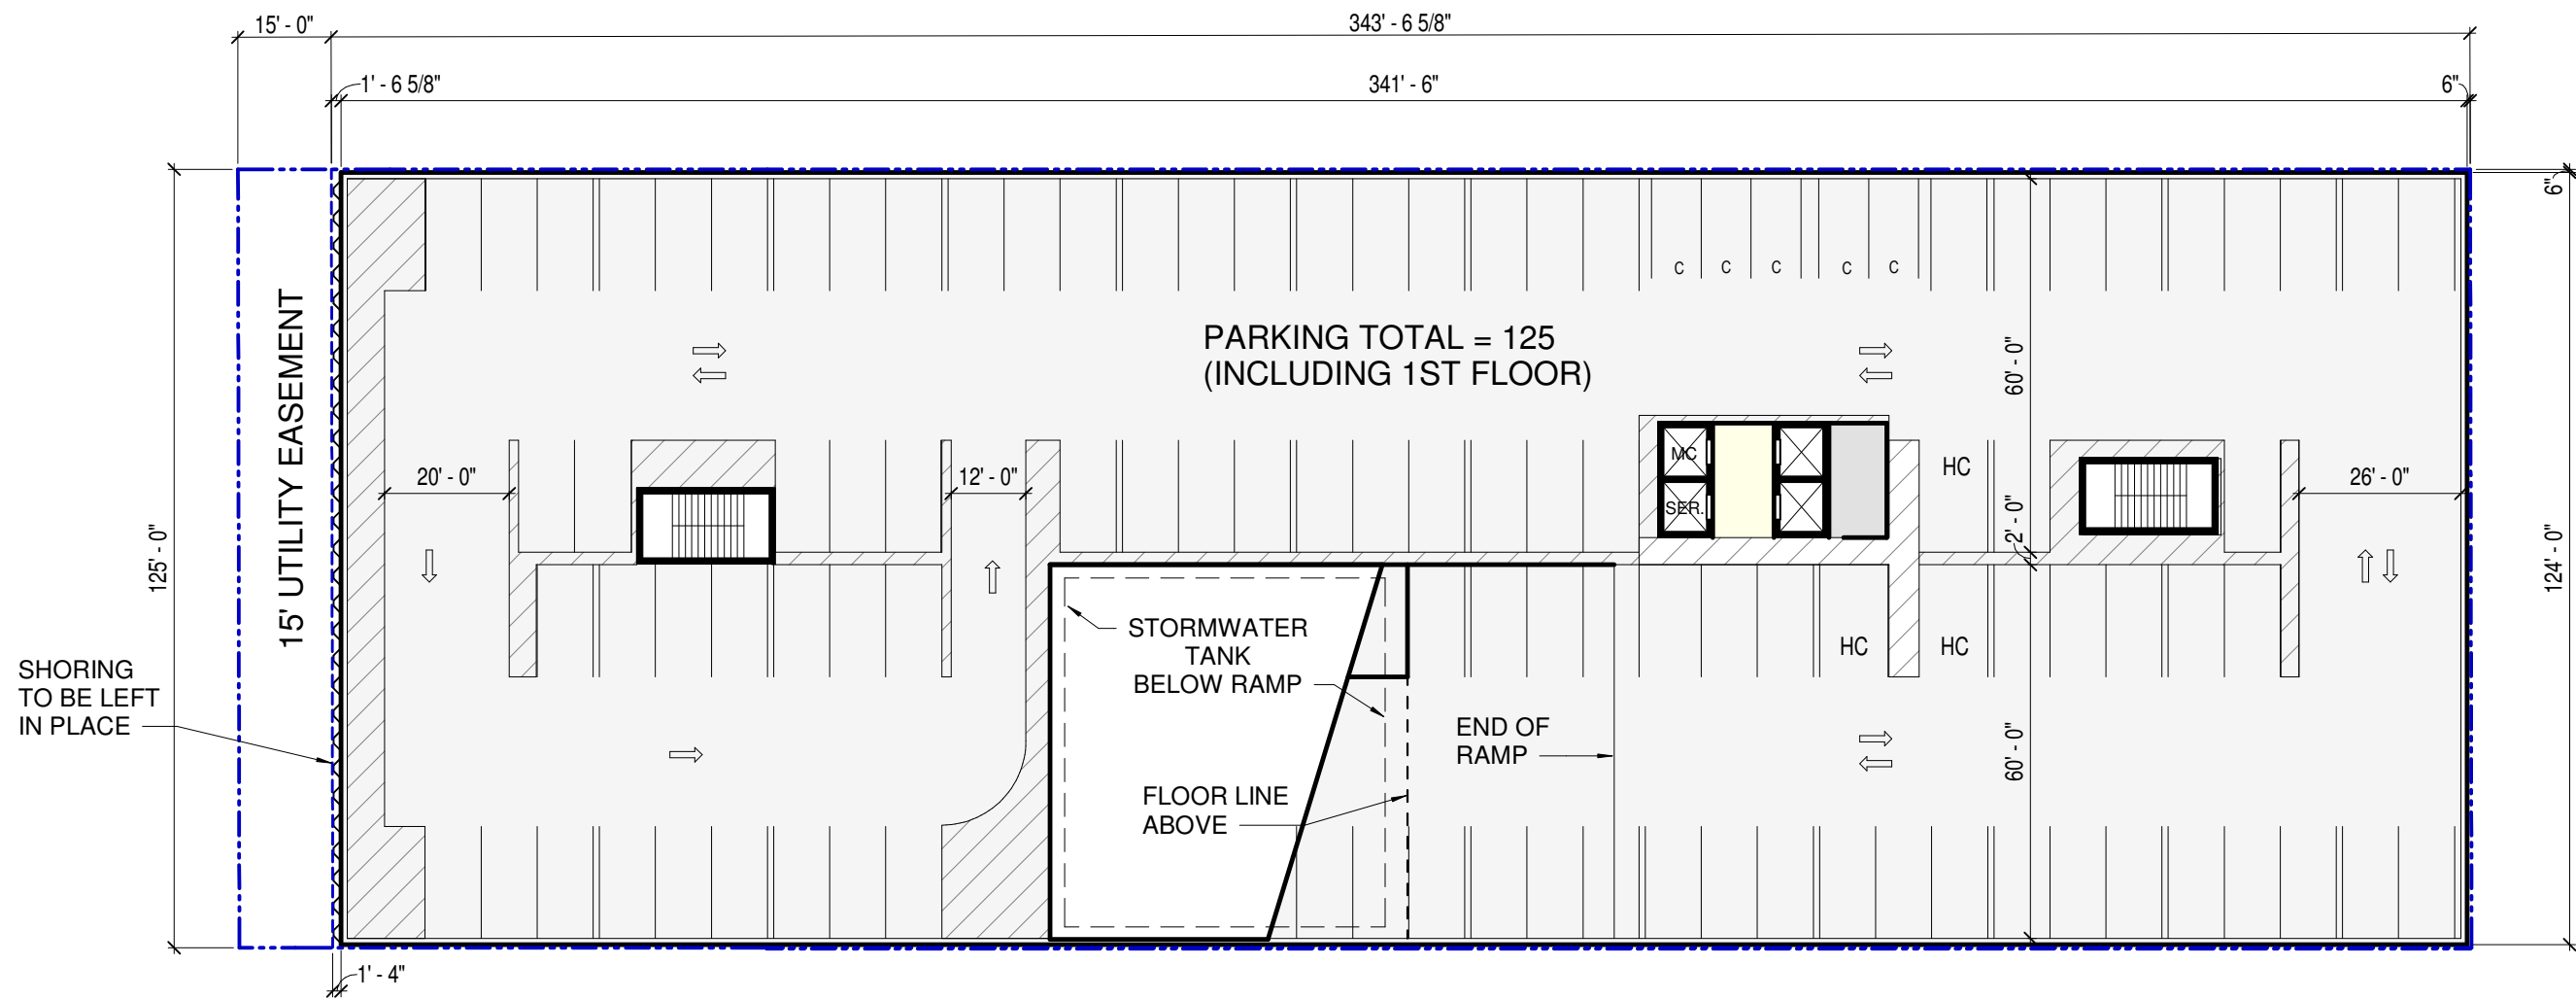 15' - 0"
343' - 6 5/8"
1' - 6 5/8"
341' - 6"
6"
6"
C C C C C
PARKING TOTAL = 125
(INCLUDING 1ST FLOOR)
15' UTILITY EASEMENT
60' - 0"
20' - 0"
12' - 0"
MC
SER.
HC
2' - 0"
26' - 0"
125' - 0"
124' - 0"
STORMWATER
TANK
BELOW RAMP
HC
HC
SHORING
TO BE LEFT
IN PLACE
END OF
RAMP
60' - 0"
FLOOR LINE
ABOVE
1' - 4"